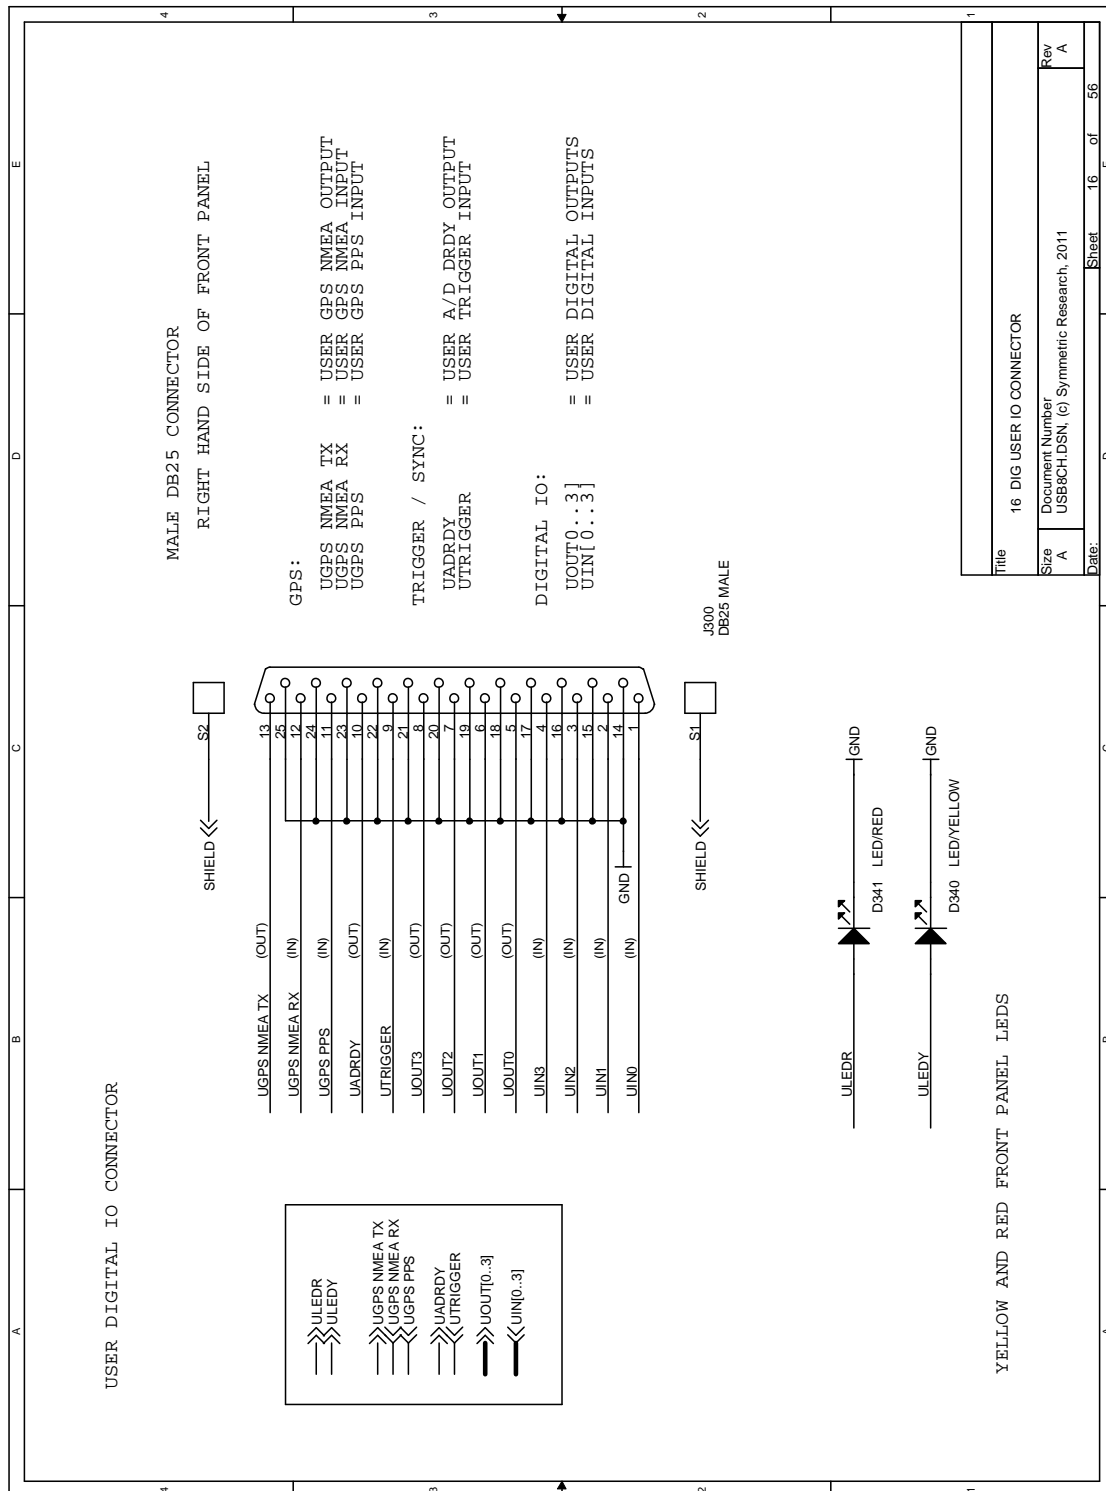 USER DIGITAL IO CONNECTOR
MALE DB25 CONNECTOR
RIGHT HAND SIDE OF FRONT PANEL
ULEDR
ULEDY
UGPS NMEA TX
UGPS NMEA RX
UGPS PPS
UADRDY
UTRIGGER
UOUT[0..3]
UIN[0..3]
SHIELD S2
UGPS NMEA TX (OUT) 13
25
UGPS NMEA RX (IN) 12
24
UGPS PPS (IN) 11
23
UADRDY (OUT) 10
22
UTRIGGER (IN) 9
21
UOUT3 (OUT) 8
20
UOUT2 (OUT) 7
19
UOUT1 (OUT) 6
18
UOUT0 (OUT) 5
17
UIN3 (IN) 4
16
UIN2 (IN) 3
15
UIN1 (IN) 2
GND 14
UIN0 (IN) 1
SHIELD S1
J300
DB25 MALE
GPS:
UGPS NMEA TX = USER GPS NMEA OUTPUT
UGPS NMEA RX = USER GPS NMEA INPUT
UGPS PPS = USER GPS PPS INPUT
TRIGGER / SYNC:
UADRDY = USER A/D DRDY OUTPUT
UTRIGGER = USER TRIGGER INPUT
DIGITAL IO:
UOUT0..3] = USER DIGITAL OUTPUTS
UIN[0..3] = USER DIGITAL INPUTS
ULEDR GND
D341 LED/RED
ULEDY GND
D340 LED/YELLOW
YELLOW AND RED FRONT PANEL LEDS
Title
16 DIG USER IO CONNECTOR
Size Document Number Rev
A USB8CH.DSN, (c) Symmetric Research, 2011 A
Date: Sheet 16 of 56
A B C D E
A B C D E
4 3 2 1
4 3 2 1